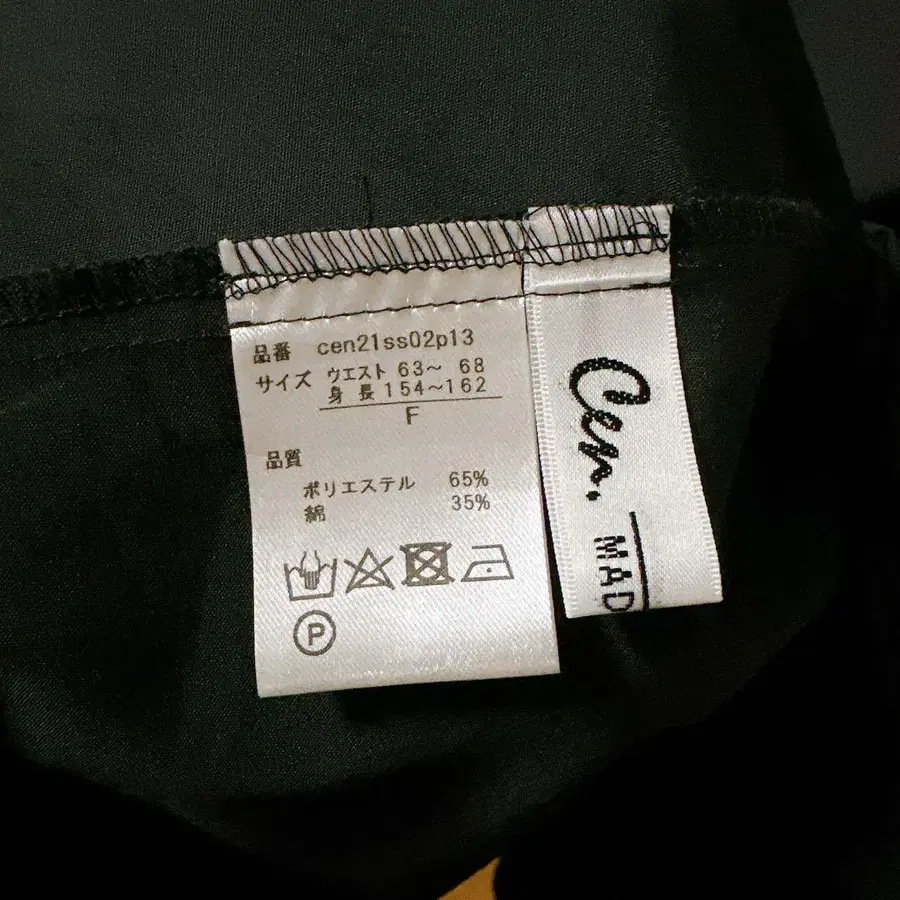 品番 cen21ss02p13
サイズ ウエスト 63〜 68
身 長 154〜162
F
品質
ポリエステル 65%
綿 35%
P
Cen.
MAD